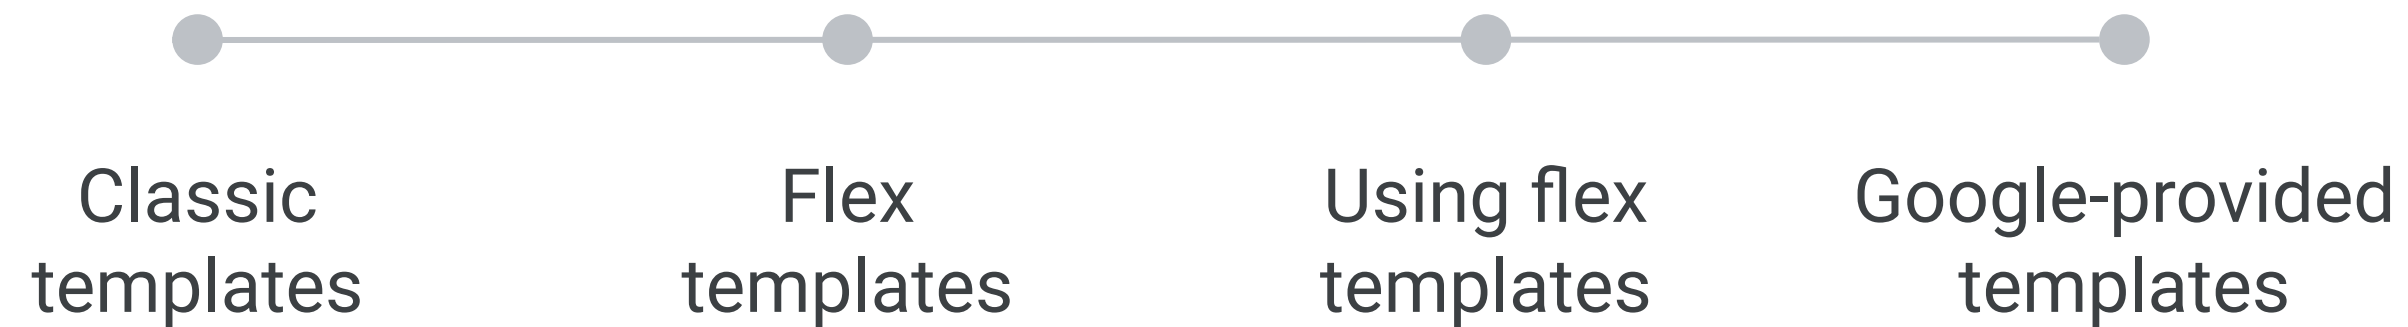 Classic
templates
Flex
templates
Using flex
templates
Google-provided
templates